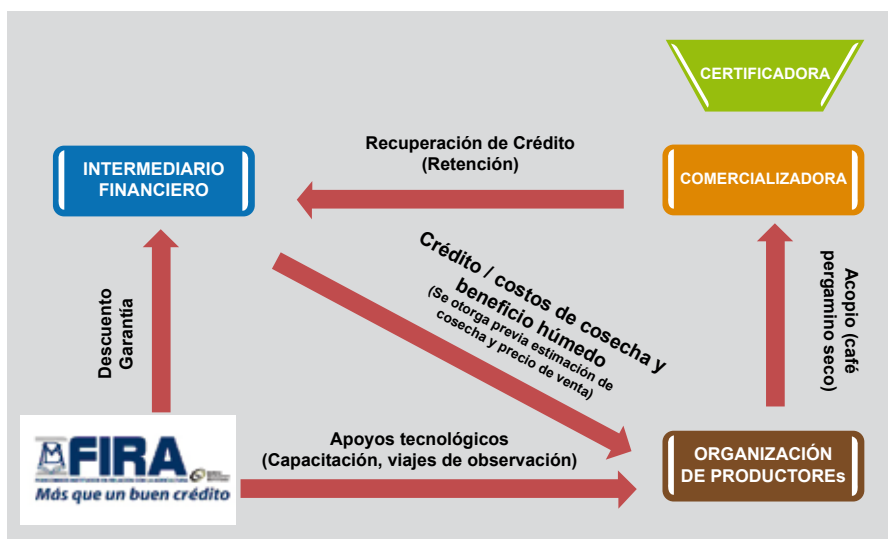 CERTIFICADORA
Recuperación de Crédito
(Retención)
INTERMEDIARIO
FINANCIERO
COMERCIALIZADORA
Crédito / costos de cosecha y
beneficio húmedo
(Se otorga previa estimación de
cosecha y precio de venta)
Descuento
Garantía
Acopio (café
pergamino seco)
FIRA
Más que un buen crédito
Apoyos tecnológicos
(Capacitación, viajes de observación)
ORGANIZACIÓN
DE PRODUCTOREs